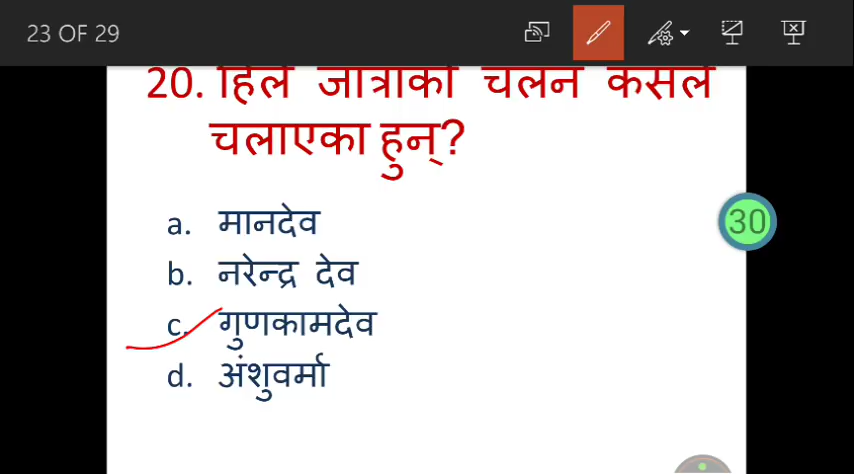 23 OF 29
20. हिले जात्राको चलन कसले
चलाएका हुन्?
a. मानदेव
30
b. नरेन्द्र देव
c. गुणकामदेव
d. अंशुवर्मा